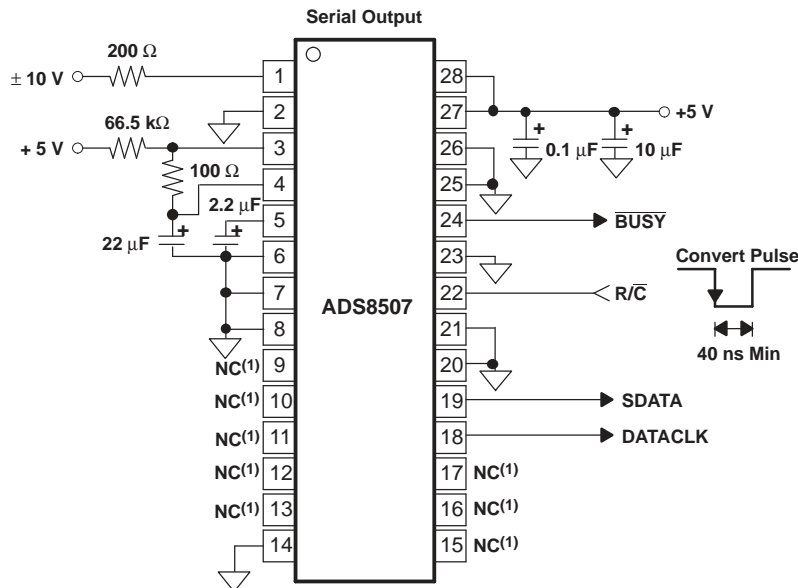 Serial Output
200 Ω
± 10 V
66.5 kΩ
+ 5 V
100 Ω
2.2 μF
+
22 μF
+
1
2
3
4
5
6
7
8
NC(1) 9
NC(1) 10
NC(1) 11
NC(1) 12
NC(1) 13
14
ADS8507
28
27
+5 V
+
0.1 μF
+
10 μF
26
25
24 BUSY
23
22 R/C
21
20
19 SDATA
18 DATACLK
17 NC(1)
16 NC(1)
15 NC(1)
Convert Pulse
40 ns Min